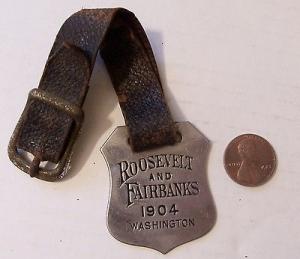 ROOSEVELT
AND
FAIRBANKS
1904
WASHINGTON